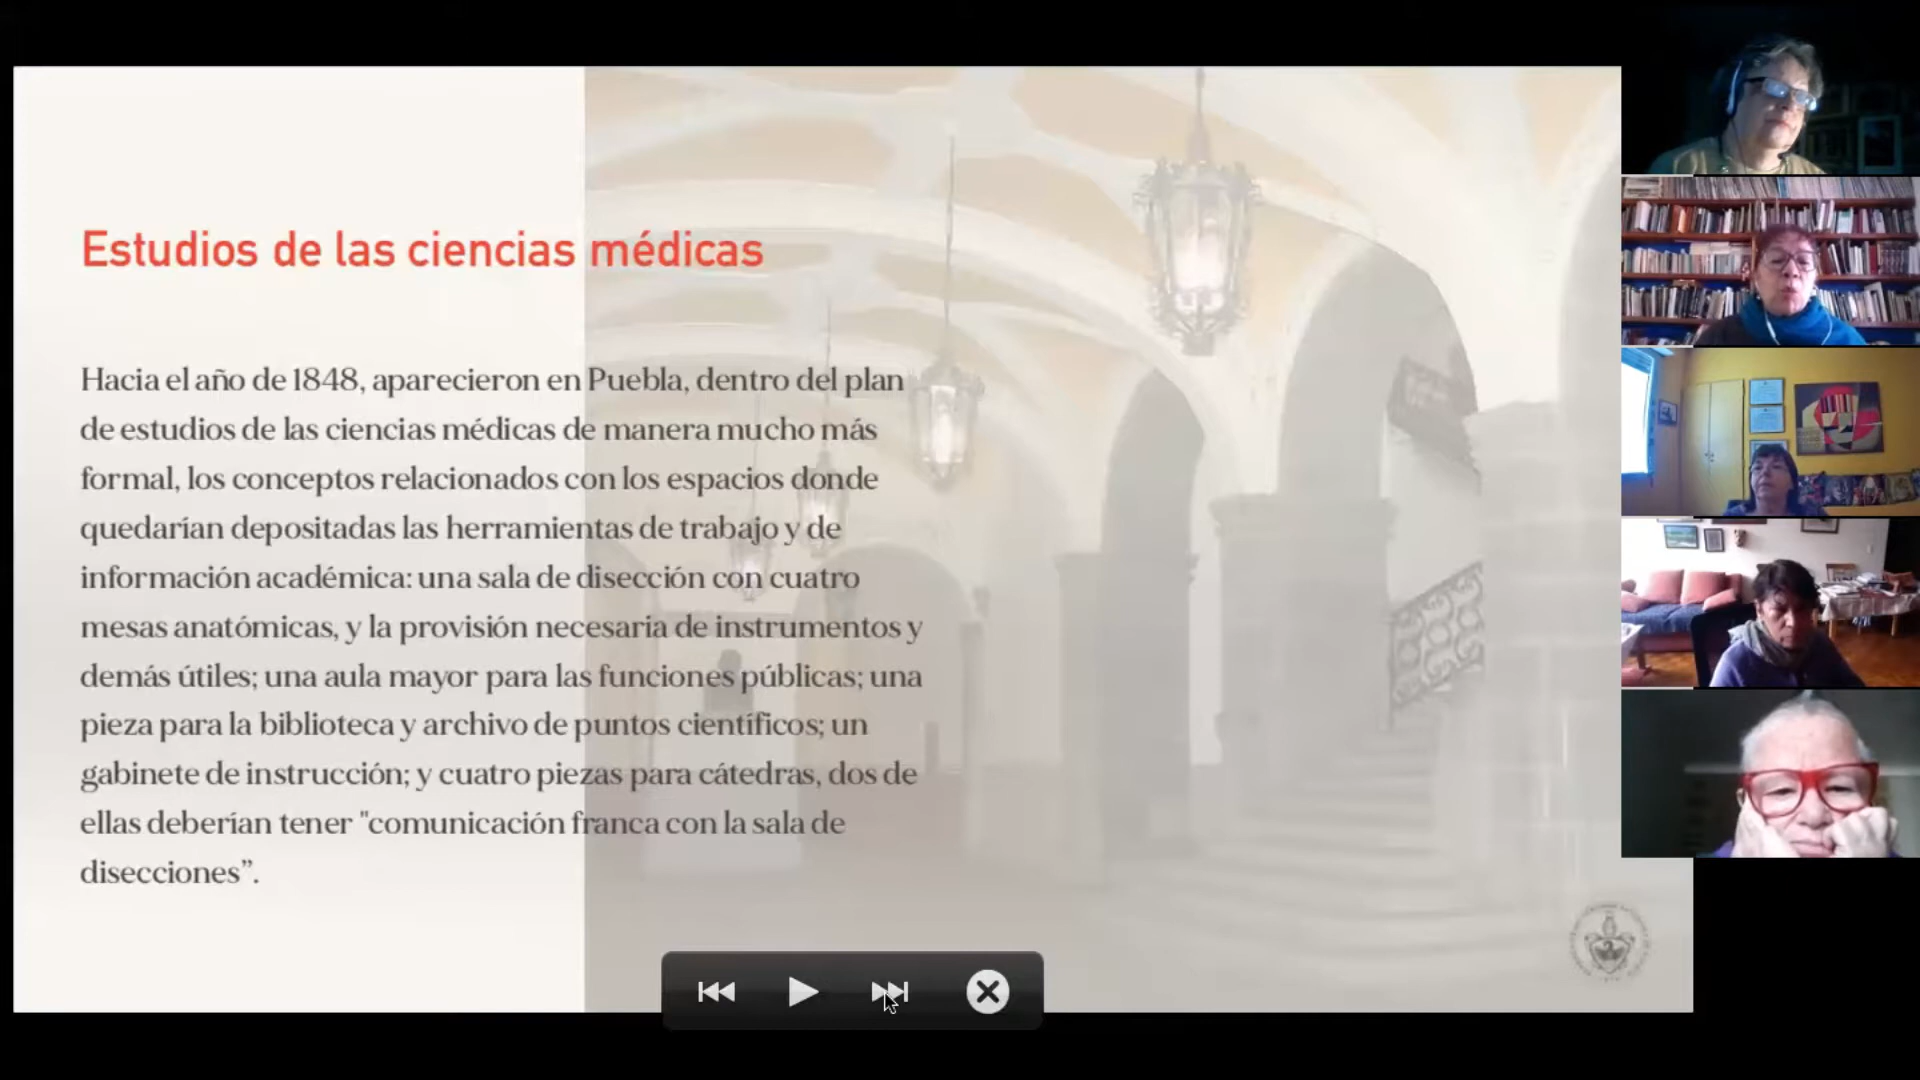 Estudios de las ciencias médicas
Hacia el año de 1848, aparecieron en Puebla, dentro del plan
de estudios de las ciencias médicas de manera mucho más
formal, los conceptos relacionados con los espacios donde
quedarían depositadas las herramientas de trabajo y de
información académica: una sala de disección con cuatro
mesas anatómicas, y la provisión necesaria de instrumentos y
demás útiles; una aula mayor para las funciones públicas; una
pieza para la biblioteca y archivo de puntos científicos; un
gabinete de instrucción; y cuatro piezas para cátedras, dos de
ellas deberían tener "comunicación franca con la sala de
disecciones”.